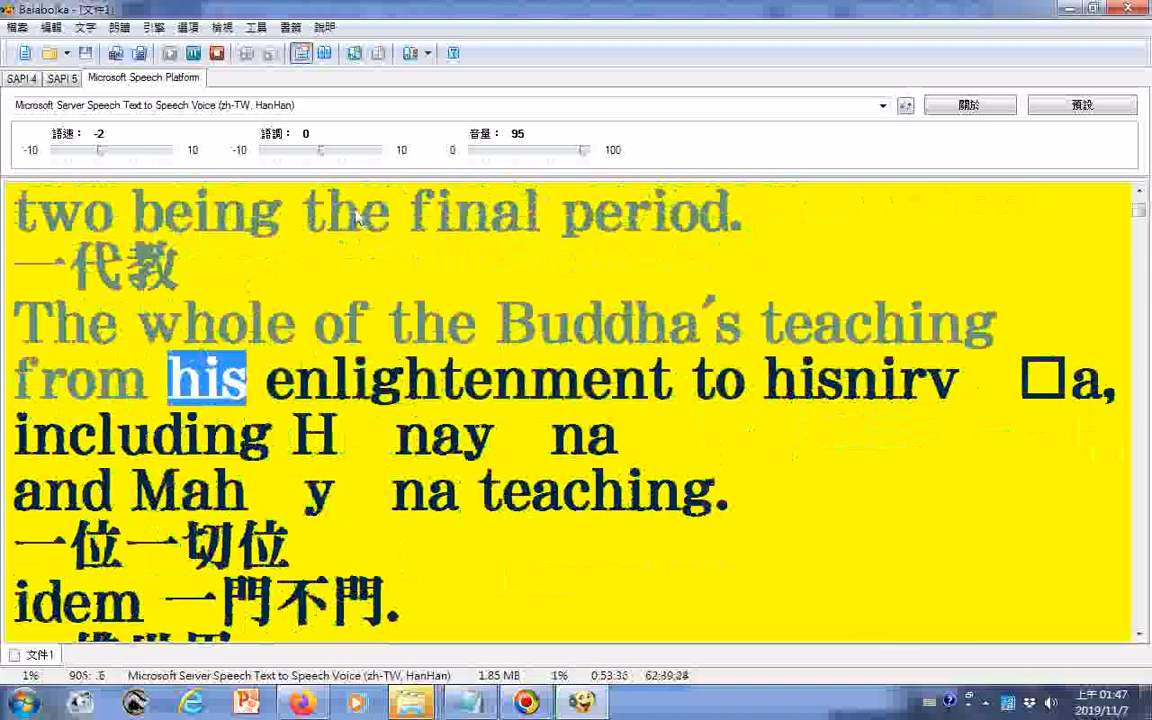 Balabolka - [文件1]
檔案 編輯 文字 朗讀 引擎 選項 檢視 工具 書籤 說明
SAPI 4 SAPI 5 Microsoft Speech Platform
Microsoft Server Speech Text to Speech Voice (zh-TW, HanHan) 關於 預設
語速： -2 語調： 0 音量： 95
-10 10 -10 10 0 100
two being the final period.
一代教
The whole of the Buddha´s teaching
from his enlightenment to hisnirv □a,
including H nay na
and Mah y na teaching.
一位一切位
idem 一門不門.
文件1
1% Microsoft Server Speech Text to Speech Voice (zh-TW, HanHan) 1.85 MB 1% 0:53:36
上午 01:47
2019/11/7